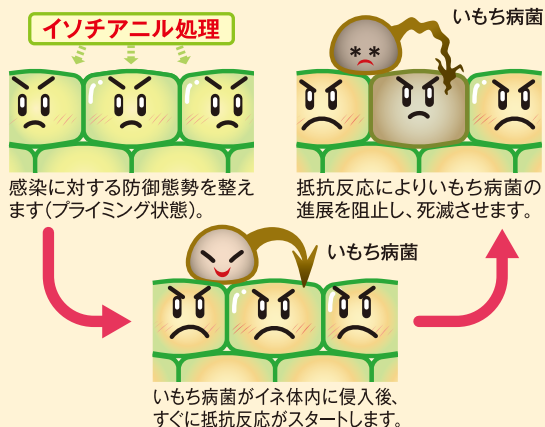 イソチアニル処理
感染に対する防御態勢を整え
ます（プライミング状態）。
いもち病菌
いもち病菌がイネ体内に侵入後、
すぐに抵抗反応がスタートします。
いもち病菌
抵抗反応によりいもち病菌の
進展を阻止し、死滅させます。